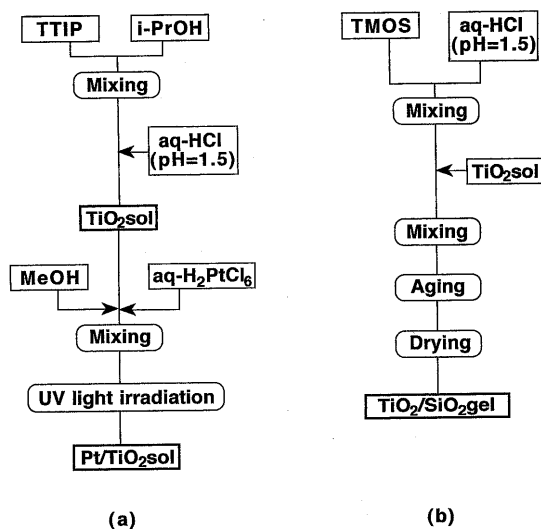 TTIP
i-PrOH
Mixing
aq-HCl
(pH=1.5)
TiO₂sol
MeOH
aq-H₂PtCl₆
Mixing
UV light irradiation
Pt/TiO₂sol
(a)
TMOS
aq-HCl
(pH=1.5)
Mixing
TiO₂sol
Mixing
Aging
Drying
TiO₂/SiO₂gel
(b)